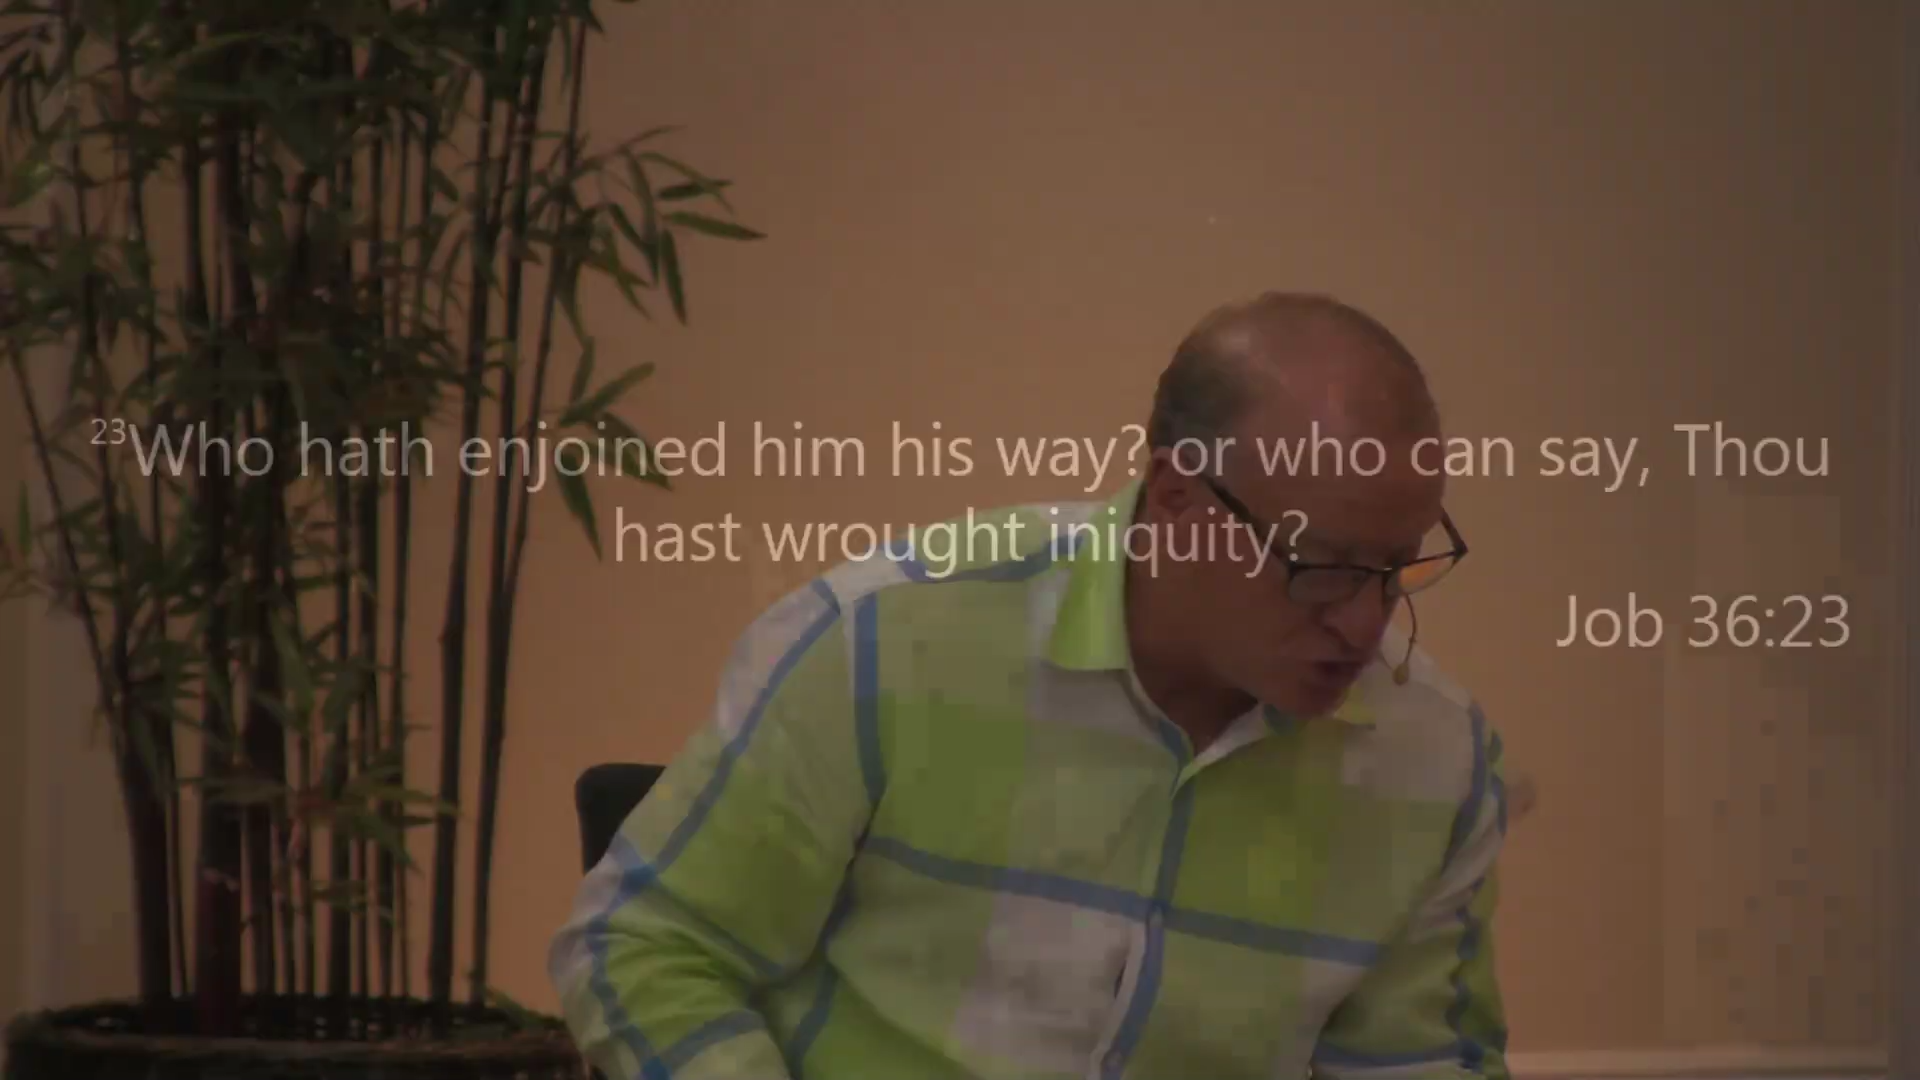 ²³Who hath enjoined him his way? or who can say, Thou
hast wrought iniquity?
Job 36:23